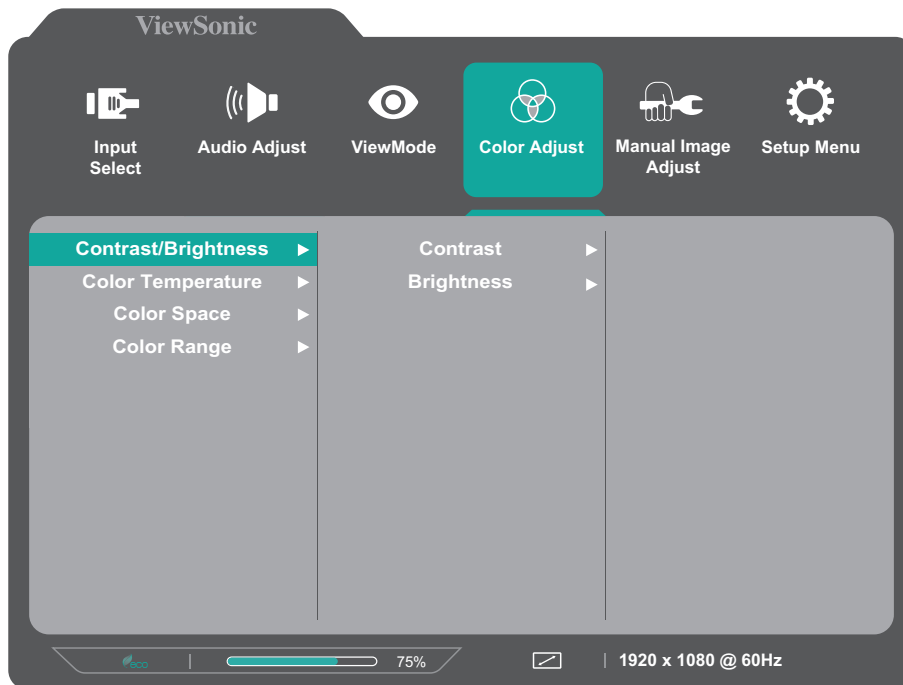 ViewSonic
Input
Select
Audio Adjust
ViewMode
Color Adjust
Manual Image
Adjust
Setup Menu
Contrast/Brightness
Color Temperature
Color Space
Color Range
Contrast
Brightness
eco
75%
1920 x 1080 @ 60Hz